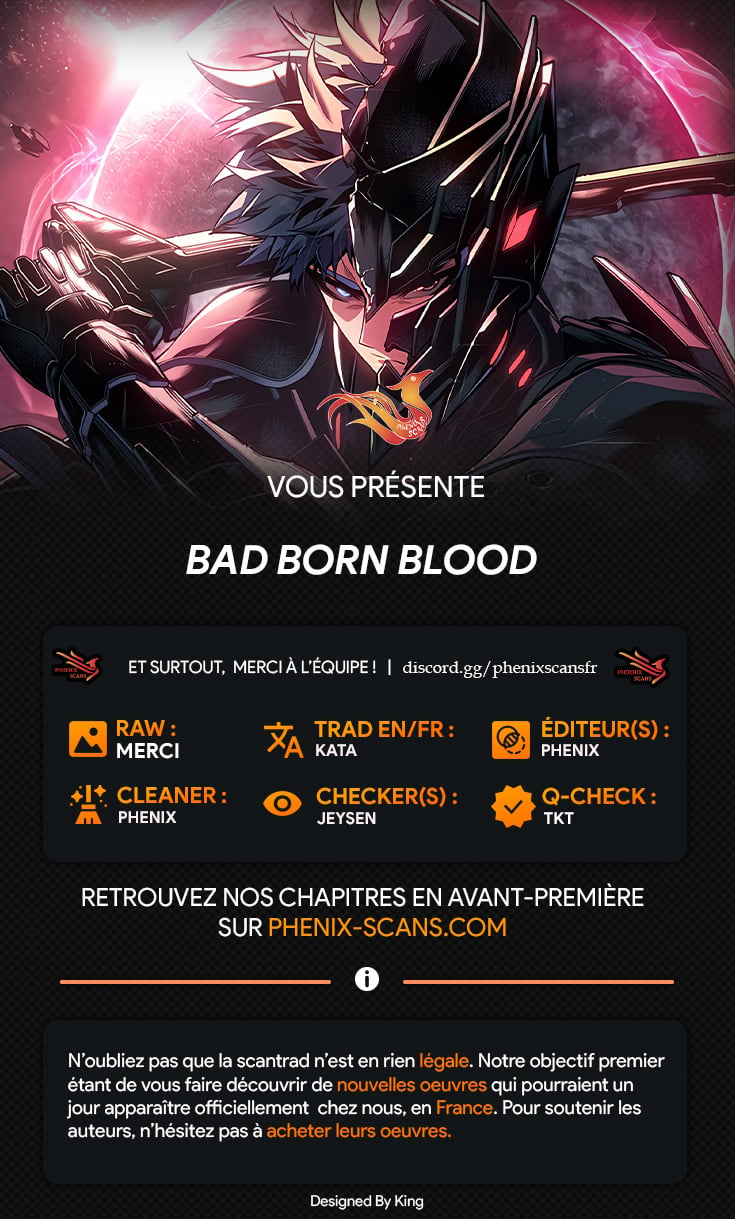 PHENIX
SCANS
VOUS PRÉSENTE
BAD BORN BLOOD
PHOENIX
SCANS
ET SURTOUT, MERCI À L'ÉQUIPE ! | discord.gg/phenixscansfr
PHOENIX
SCANS
RAW :
MERCI
TRAD EN/FR :
KATA
ÉDITEUR(S) :
PHENIX
CLEANER :
PHENIX
CHECKER(S) :
JEYSEN
Q-CHECK :
TKT
RETROUVEZ NOS CHAPITRES EN AVANT-PREMIÈRE
SUR PHENIX-SCANS.COM
N'oubliez pas que la scantrad n'est en rien légale. Notre objectif premier
étant de vous faire découvrir de nouvelles oeuvres qui pourraient un
jour apparaître officiellement chez nous, en France. Pour soutenir les
auteurs, n'hésitez pas à acheter leurs oeuvres.
Designed By King